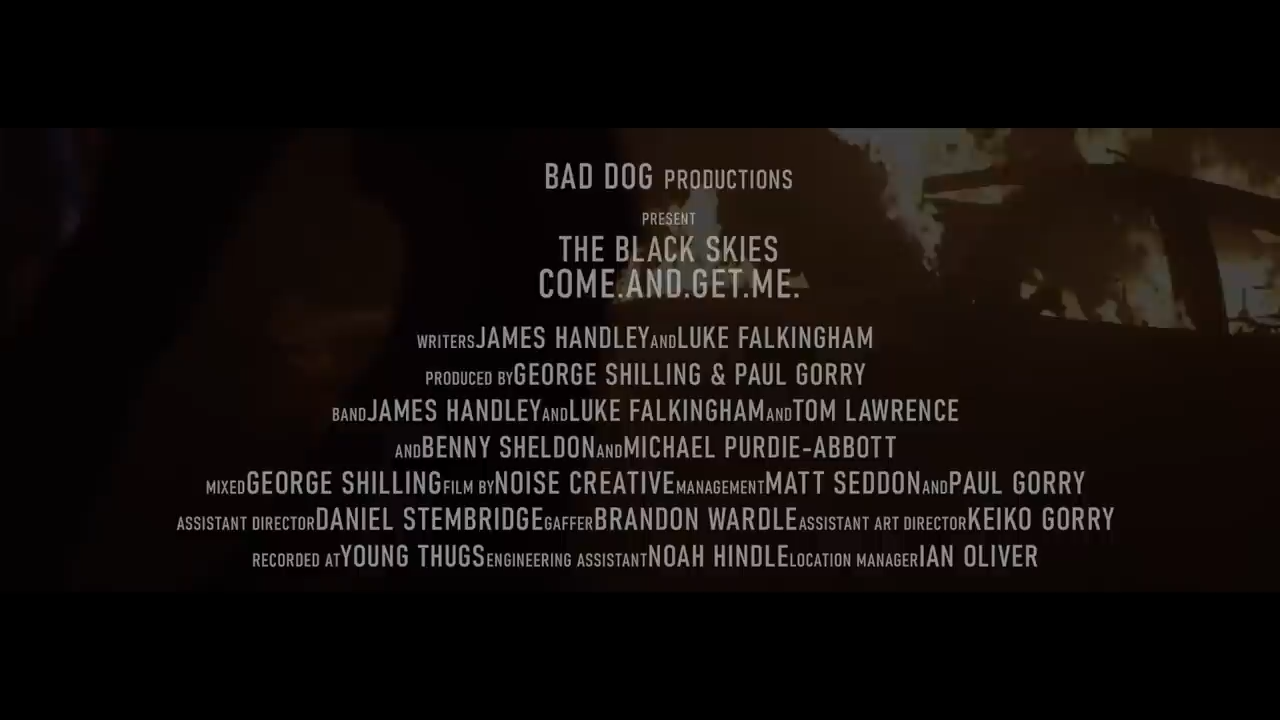 BAD DOG PRODUCTIONS
PRESENT
THE BLACK SKIES
COME.AND.GET.ME.
WRITERS JAMES HANDLEY AND LUKE FALKINGHAM
PRODUCED BY GEORGE SHILLING & PAUL GORRY
BAND JAMES HANDLEY AND LUKE FALKINGHAM AND TOM LAWRENCE
AND BENNY SHELDON AND MICHAEL PURDIE-ABBOTT
MIXED GEORGE SHILLING FILM BY NOISE CREATIVE MANAGEMENT MATT SEDDON AND PAUL GORRY
ASSISTANT DIRECTOR DANIEL STEMBRIDGE GAFFER BRANDON WARDLE ASSISTANT ART DIRECTOR KEIKO GORRY
RECORDED AT YOUNG THUGS ENGINEERING ASSISTANT NOAH HINDLE LOCATION MANAGER IAN OLIVER